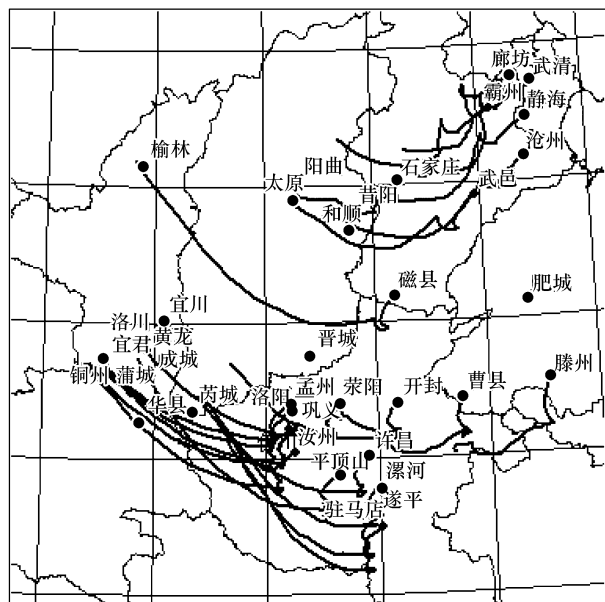 廊坊
武清
霸州
静海
沧州
榆林
阳曲
石家庄
太原
昔阳
武邑
和顺
磁县
肥城
洛川
宜川
宜君
黄龙
晋城
成城
铜州
蒲城
芮城
洛阳
孟州
荥阳
开封
曹县
滕州
华县
巩义
汝州
许昌
平顶山
漯河
驻马店
遂平